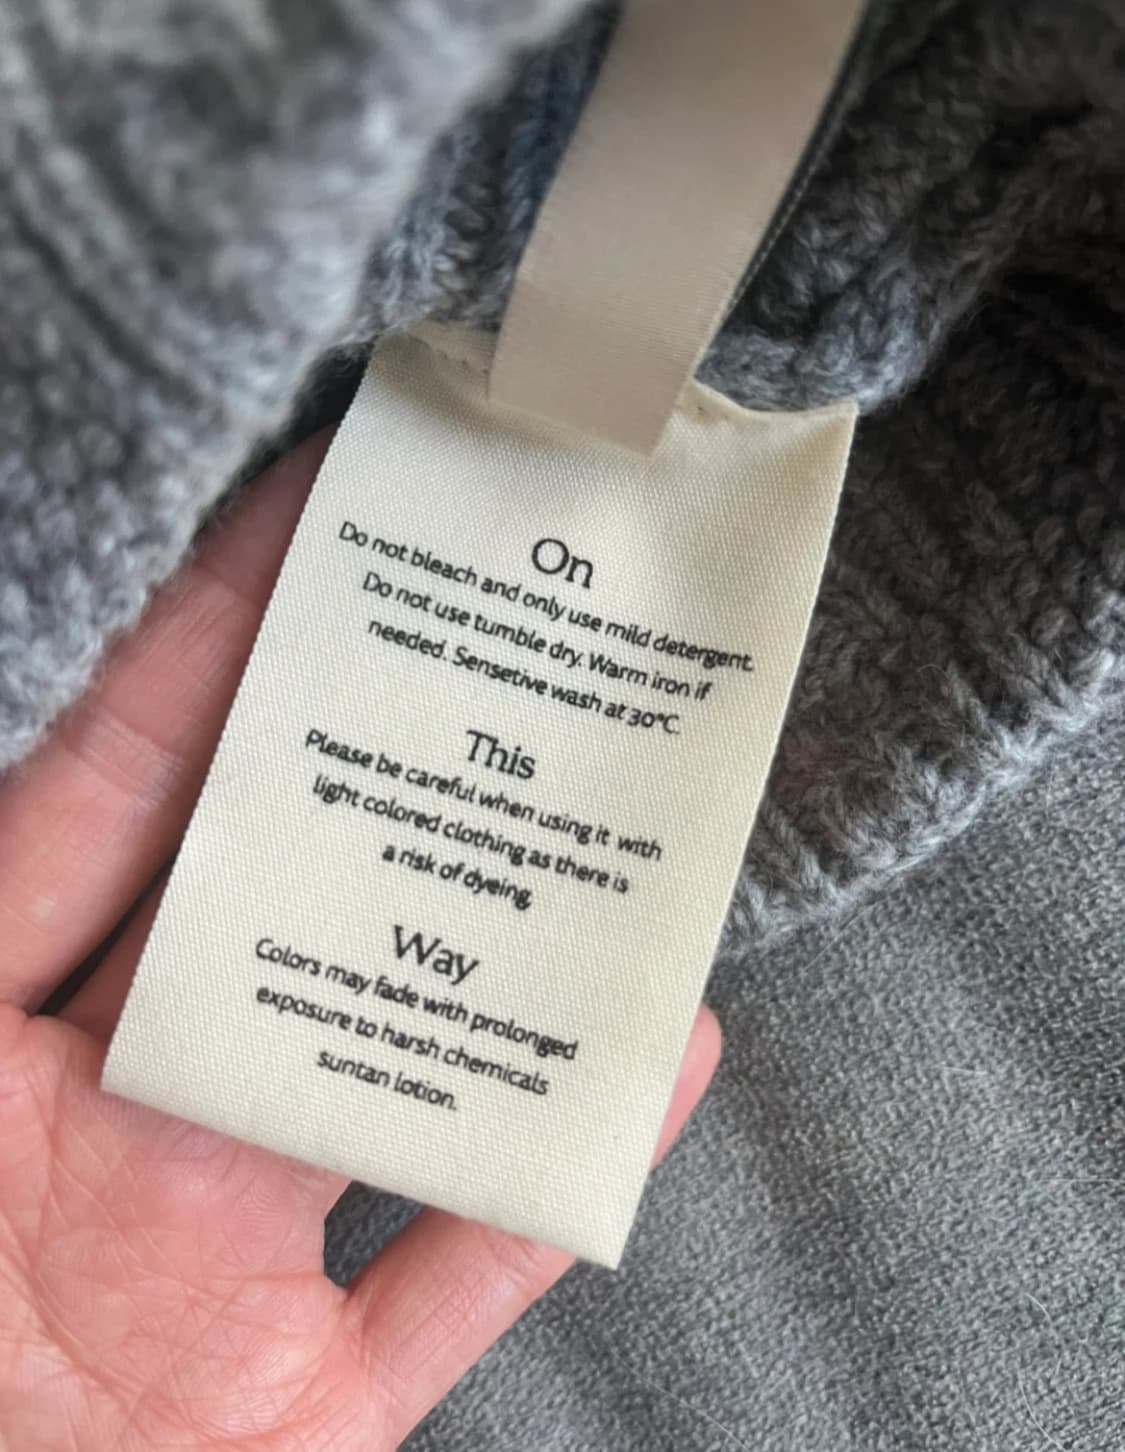 On
Do not bleach and only use mild detergent.
Do not use tumble dry. Warm iron if
needed. Sensetive wash at 30°C.
This
Please be careful when using it with
light colored clothing as there is
a risk of dyeing.
Way
Colors may fade with prolonged
exposure to harsh chemicals
suntan lotion.